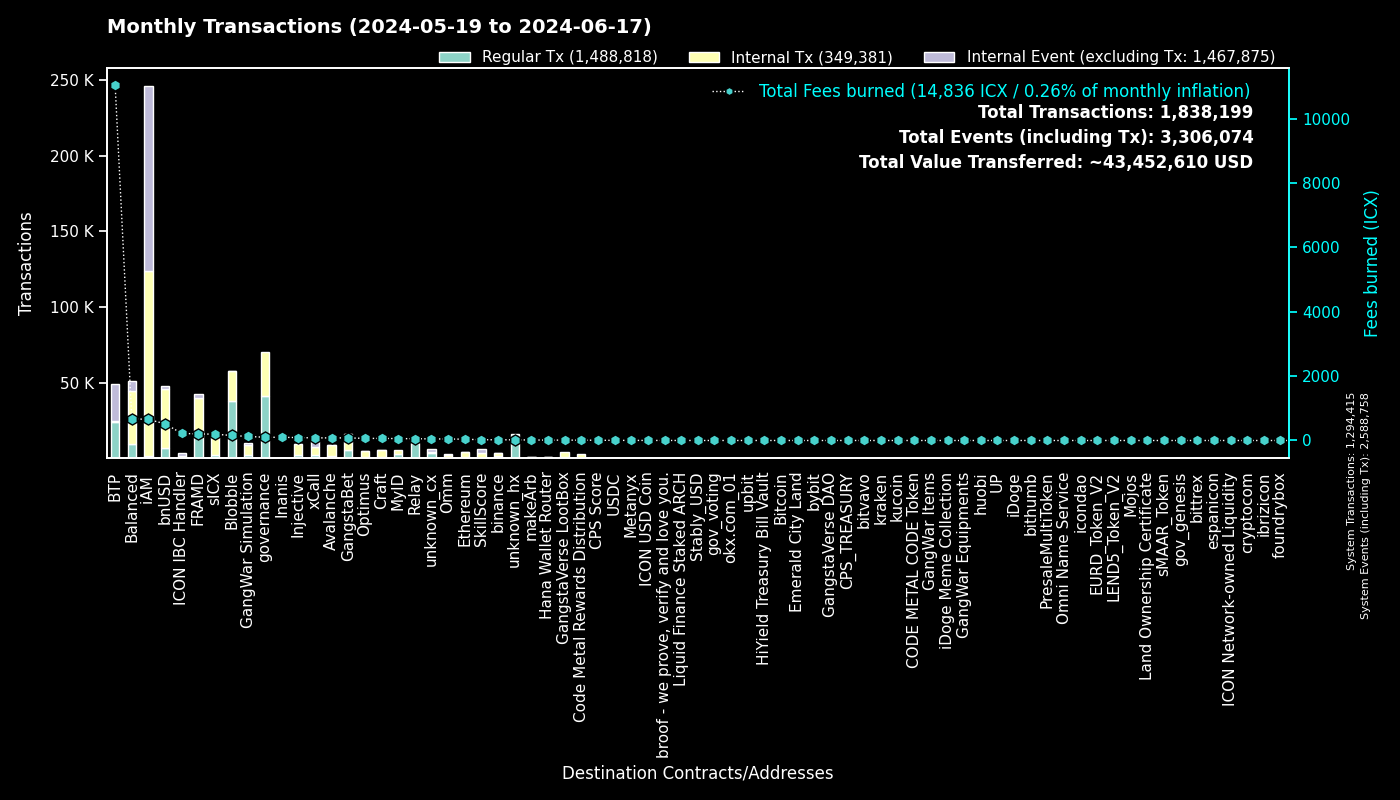 Monthly Transactions (2024-05-19 to 2024-06-17)
Regular Tx (1,488,818)
Internal Tx (349,381)
Internal Event (excluding Tx: 1,467,875)
Total Fees burned (14,836 ICX / 0.26% of monthly inflation)
Total Transactions: 1,838,199
Total Events (including Tx): 3,306,074
Total Value Transferred: ~43,452,610 USD
Transactions
250 K
200 K
150 K
100 K
50 K
10000
8000
6000
4000
2000
0
Fees burned (ICX)
System Transactions: 1,294,415
System Events (including Tx): 2,588,758
BTP
Balanced
iAM
bnUSD
ICON IBC Handler
FRAMD
sICX
Blobble
GangWar Simulation
governance
Inanis
Injective
xCall
Avalanche
GangstaBet
Optimus
Craft
MyID
Relay
unknown_cx
Omm
Ethereum
SkillScore
binance
unknown_hx
makeArb
Hana Wallet Router
GangstaVerse LootBox
Code Metal Rewards Distribution
CPS Score
USDC
Metanyx
ICON USD Coin
broof - we prove, verify and love you.
Liquid Finance Staked ARCH
Stably_USD
gov_Voting
okx.com_01
upbit
HiYield Treasury Bill Vault
Bitcoin
Emerald City Land
bybit
GangstaVerse DAO
CPS_TREASURY
bitvavo
kraken
kucoin
CODE METAL CODE Token
GangWar Items
iDoge Meme Collection
GangWar Equipments
huobi
UP
iDoge
bithumb
PresaleMultiToken
Omni Name Service
icondao
EURD_Token_V2
LEND5_Token_V2
Mojos
Land Ownership Certificate
sMAAR_Token
gov_genesis
bittrex
espanicon
ICON Network-owned Liquidity
cryptocom
ibrizicon
foundrybox
Destination Contracts/Addresses